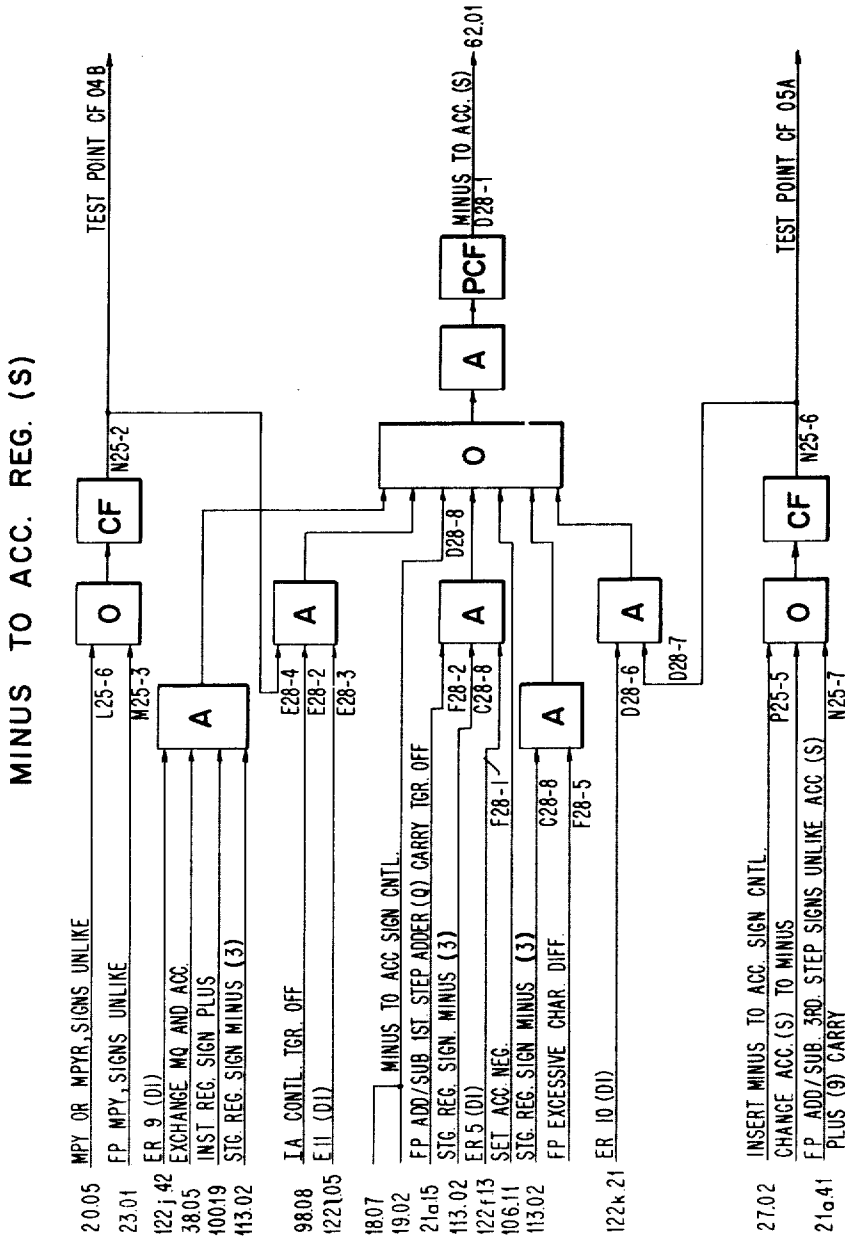 MINUS TO ACC. REG. (S)
20.05 MPY OR MPYR, SIGNS UNLIKE
L25-6
23.01 FP MPY, SIGNS UNLIKE
M25-3
O
CF
N25-2
TEST POINT CF 04B
122j.42 ER 9 (D1)
38.05 EXCHANGE MQ AND ACC.
100.19 INST REG. SIGN PLUS
113.02 STG. REG. SIGN MINUS (3)
A
98.08 IA CONTL. TGR. OFF
122l.05 E11 (D1)
E28-4
E28-2
E28-3
A
18.07
19.02 MINUS TO ACC SIGN CNTL.
21a.15 FP ADD/SUB 1ST STEP ADDER (Q) CARRY TGR. OFF
113.02 STG. REG. SIGN. MINUS (3)
122f.13 ER 5 (D1)
106.11 SET ACC NEG.
113.02 STG. REG. SIGN MINUS (3)
FP EXCESSIVE CHAR. DIFF.
F28-2
C28-8
F28-1
A
D28-8
C28-8
F28-5
A
O
A
PCF
MINUS TO ACC. (S)
D28-1
62.01
122k.21 ER 10 (D1)
D28-6
D28-7
A
27.02 INSERT MINUS TO ACC. SIGN CNTL.
CHANGE ACC. (S) TO MINUS
21a.41 FP ADD/SUB. 3RD. STEP SIGNS UNLIKE ACC (S)
PLUS (9) CARRY
P25-5
N25-7
O
CF
N25-6
TEST POINT CF 05A